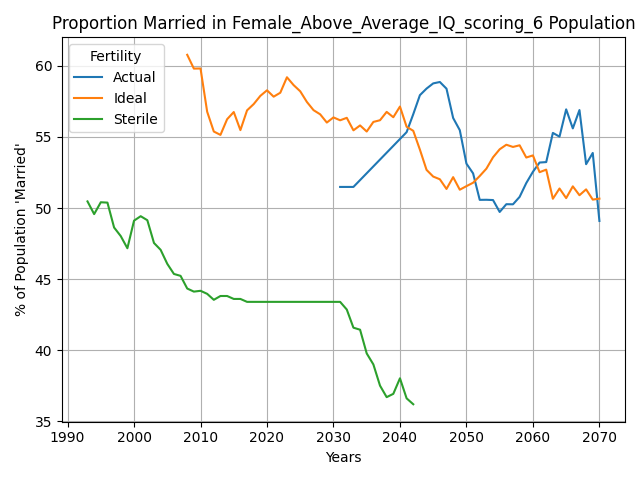 Proportion Married in Female_Above_Average_IQ_scoring_6 Population
Fertility
Actual
Ideal
Sterile
% of Population 'Married'
60
55
50
45
40
35
1990 2000 2010 2020 2030 2040 2050 2060 2070
Years